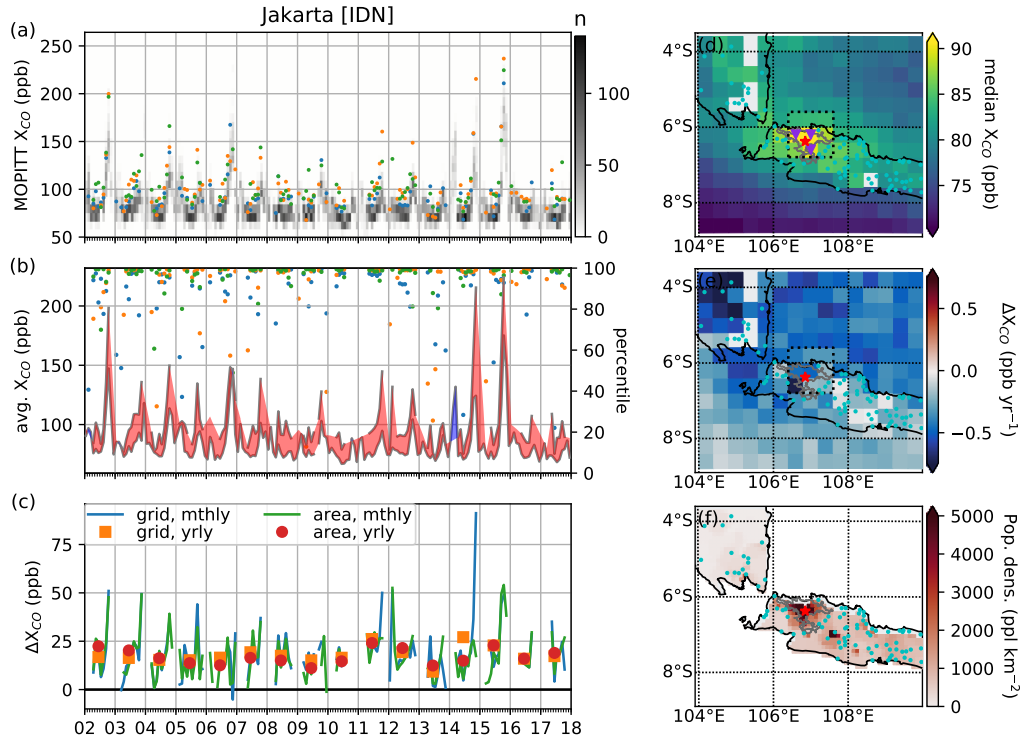 Jakarta [IDN]
(a)
n
MOPITT X_CO (ppb)
250
200
150
100
50
100
0
(b)
avg. X_CO (ppb)
200
150
100
100
80
60
40
20
0
percentile
(c)
ΔX_CO (ppb)
75
50
25
0
grid, mthly
grid, yrly
area, mthly
area, yrly
02 03 04 05 06 07 08 09 10 11 12 13 14 15 16 17 18
(d)
4°S
6°S
8°S
104°E 106°E 108°E
90
85
80
75
median X_CO (ppb)
(e)
4°S
6°S
8°S
104°E 106°E 108°E
0.5
0.0
−0.5
ΔX_CO (ppb yr⁻¹)
(f)
4°S
6°S
8°S
104°E 106°E 108°E
5000
4000
3000
2000
1000
0
Pop. dens. (ppl km⁻²)